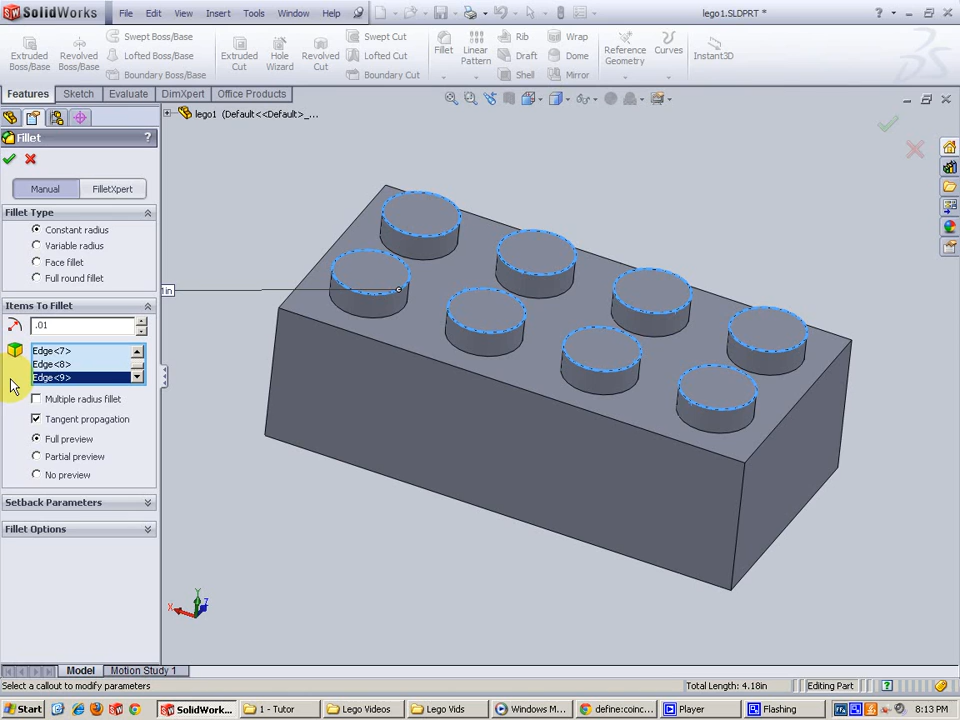 SolidWorks File Edit View Insert Tools Window Help lego1.SLDPRT *
Extruded Boss/Base
Revolved Boss/Base
Swept Boss/Base
Lofted Boss/Base
Boundary Boss/Base
Extruded Cut
Hole Wizard
Revolved Cut
Swept Cut
Lofted Cut
Boundary Cut
Fillet
Linear Pattern
Rib
Draft
Shell
Wrap
Dome
Mirror
Reference Geometry
Curves
Instant3D
Features Sketch Evaluate DimXpert Office Products
lego1 (Default<<Default>_...
Fillet ?
Manual FilletXpert
Fillet Type
Constant radius
Variable radius
Face fillet
Full round fillet
Items To Fillet
.01
Edge<7>
Edge<8>
Edge<9>
Multiple radius fillet
Tangent propagation
Full preview
Partial preview
No preview
Setback Parameters
Fillet Options
Y
X
Z
Model Motion Study 1
Select a callout to modify parameters Total Length: 4.18in Editing Part
Start SolidWork... 1 - Tutor Lego Videos Lego Vids Windows M... define:coinc... Player Flashing 8:13 PM